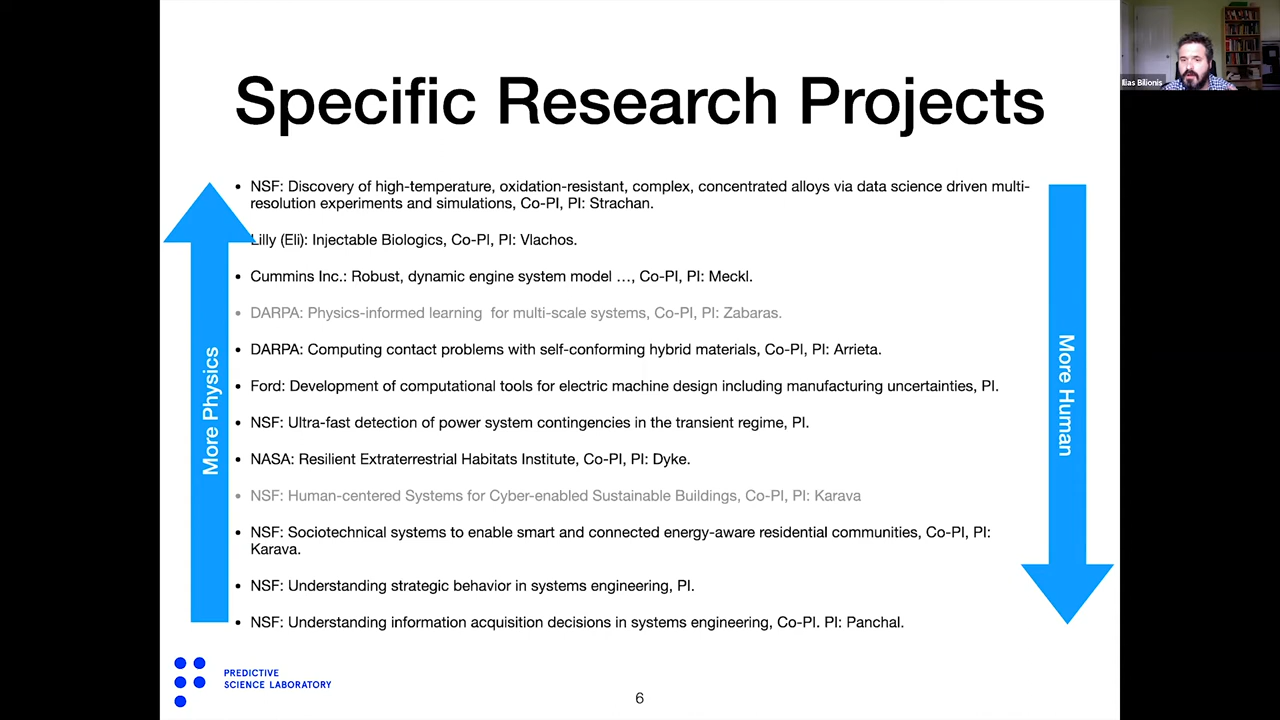 Specific Research Projects
Ilias Bilionis
• NSF: Discovery of high-temperature, oxidation-resistant, complex, concentrated alloys via data science driven multi-
resolution experiments and simulations, Co-PI, PI: Strachan.
Lilly (Eli): Injectable Biologics, Co-PI, PI: Vlachos.
• Cummins Inc.: Robust, dynamic engine system model …, Co-PI, PI: Meckl.
• DARPA: Physics-informed learning for multi-scale systems, Co-PI, PI: Zabaras.
• DARPA: Computing contact problems with self-conforming hybrid materials, Co-PI, PI: Arrieta.
• Ford: Development of computational tools for electric machine design including manufacturing uncertainties, PI.
• NSF: Ultra-fast detection of power system contingencies in the transient regime, PI.
• NASA: Resilient Extraterrestrial Habitats Institute, Co-PI, PI: Dyke.
• NSF: Human-centered Systems for Cyber-enabled Sustainable Buildings, Co-PI, PI: Karava
• NSF: Sociotechnical systems to enable smart and connected energy-aware residential communities, Co-PI, PI:
Karava.
• NSF: Understanding strategic behavior in systems engineering, PI.
• NSF: Understanding information acquisition decisions in systems engineering, Co-PI. PI: Panchal.
More Physics
More Human
PREDICTIVE
SCIENCE LABORATORY
6